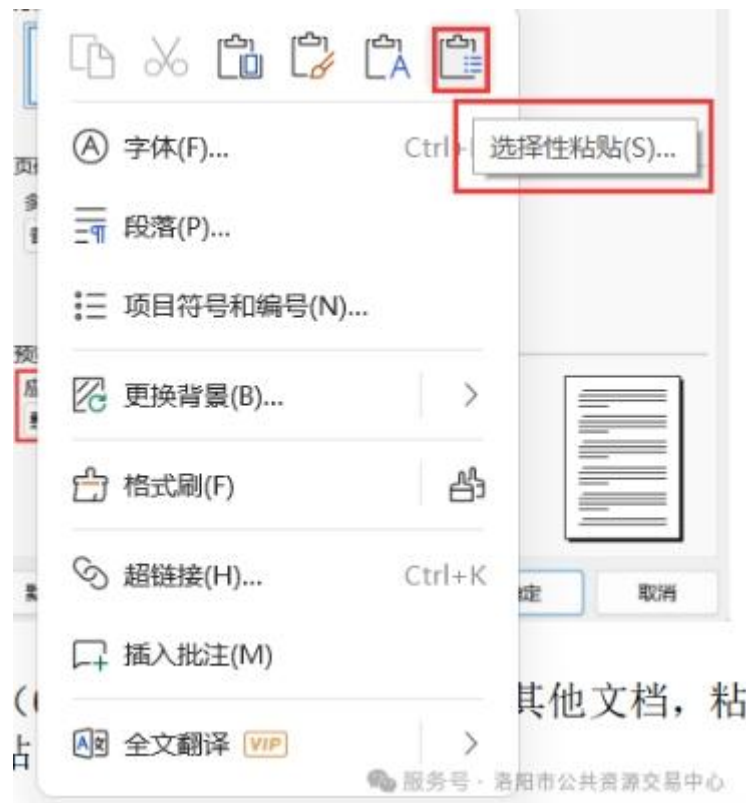 选择性粘贴(S)...
字体(F)...
Ctrl+
段落(P)...
项目符号和编号(N)...
更换背景(B)...
格式刷(F)
超链接(H)...
Ctrl+K
取消
插入批注(M)
其他文档，粘
全文翻译 VIP
服务号 · 洛阳市公共资源交易中心